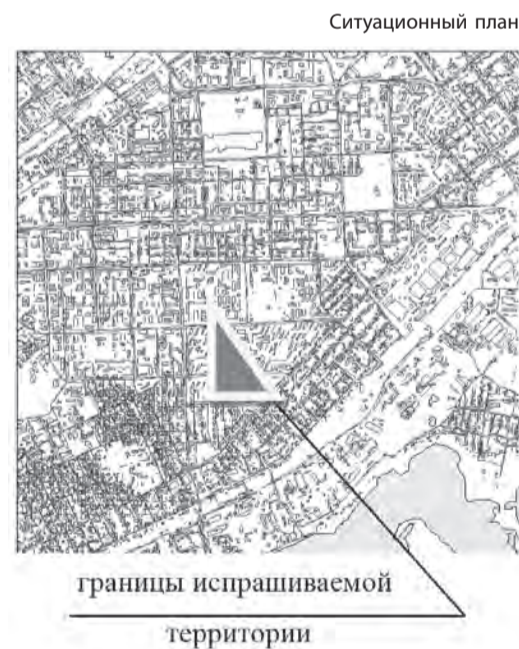 Ситуационный план
границы испрашиваемой
территории